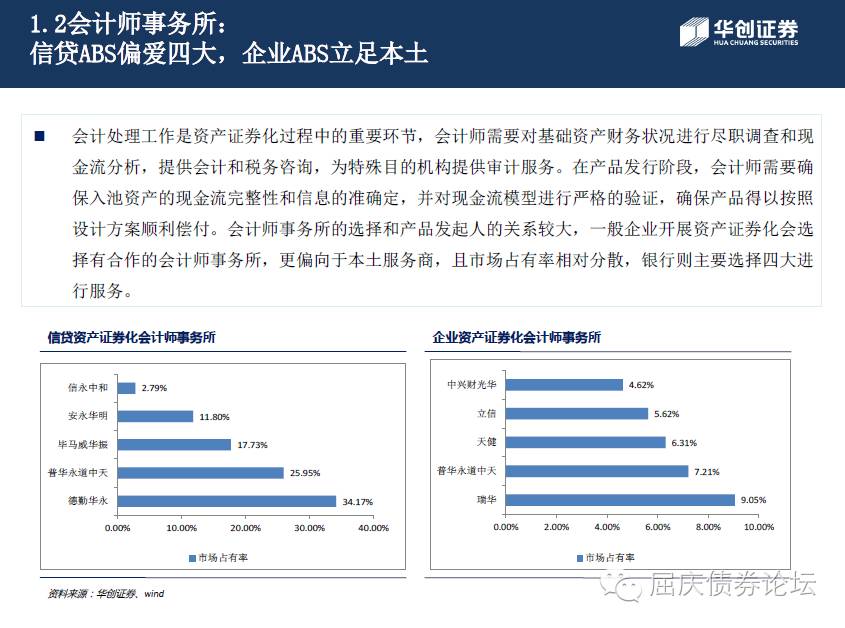 1.2会计师事务所：
信贷ABS偏爱四大，企业ABS立足本土
华创证券
HUA CHUANG SECURITIES
会计处理工作是资产证券化过程中的重要环节，会计师需要对基础资产财务状况进行尽职调查和现
金流分析，提供会计和税务咨询，为特殊目的机构提供审计服务。在产品发行阶段，会计师需要确
保入池资产的现金流完整性和信息的准确定，并对现金流模型进行严格的验证，确保产品得以按照
设计方案顺利偿付。会计师事务所的选择和产品发起人的关系较大，一般企业开展资产证券化会选
择有合作的会计师事务所，更偏向于本土服务商，且市场占有率相对分散，银行则主要选择四大进
行服务。
信贷资产证券化会计师事务所
信永中和 2.79%
安永华明 11.80%
毕马威华振 17.73%
普华永道中天 25.95%
德勤华永 34.17%
0.00% 10.00% 20.00% 30.00% 40.00%
市场占有率
企业资产证券化会计师事务所
中兴财光华 4.62%
立信 5.62%
天健 6.31%
普华永道中天 7.21%
瑞华 9.05%
0.00% 2.00% 4.00% 6.00% 8.00% 10.00%
市场占有率
资料来源：华创证券、wind
屈庆债券论坛